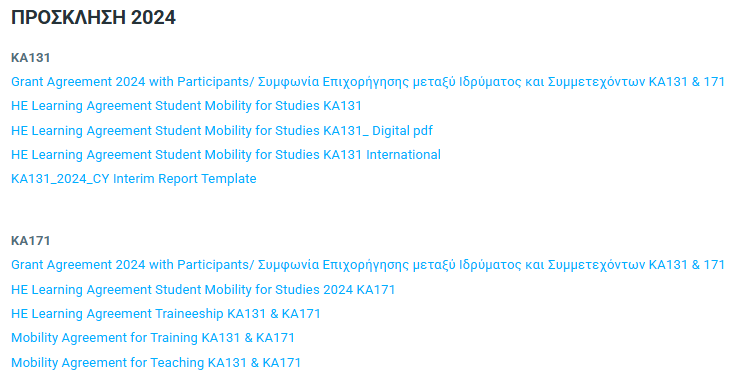 ΠΡΟΣΚΛΗΣΗ 2024
KA131
Grant Agreement 2024 with Participants/ Συμφωνία Επιχορήγησης μεταξύ Ιδρύματος και Συμμετεχόντων KA131 & 171
HE Learning Agreement Student Mobility for Studies KA131
HE Learning Agreement Student Mobility for Studies KA131_ Digital pdf
HE Learning Agreement Student Mobility for Studies KA131 International
KA131_2024_CY Interim Report Template
KA171
Grant Agreement 2024 with Participants/ Συμφωνία Επιχορήγησης μεταξύ Ιδρύματος και Συμμετεχόντων KA131 & 171
HE Learning Agreement Student Mobility for Studies 2024 KA171
HE Learning Agreement Traineeship KA131 & KA171
Mobility Agreement for Training KA131 & KA171
Mobility Agreement for Teaching KA131 & KA171